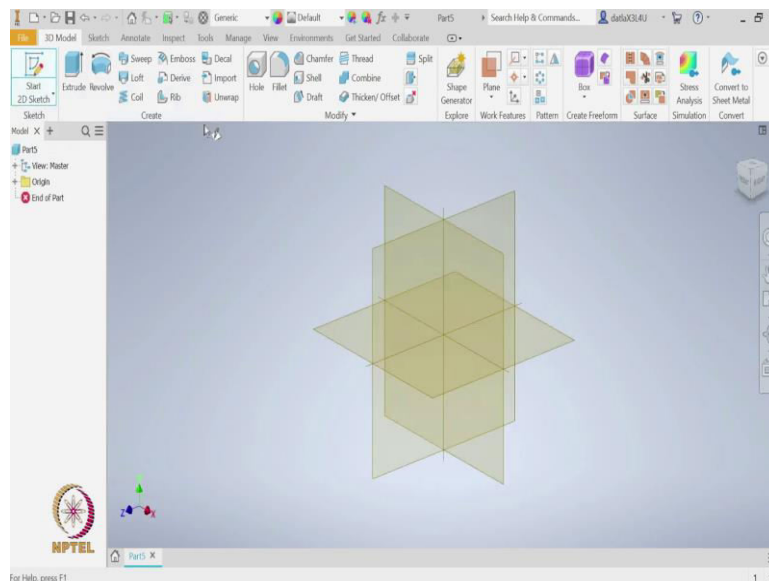 Generic Default fx Part5 Search Help & Commands... datlaX3L4U
File 3D Model Sketch Annotate Inspect Tools Manage View Environments Get Started Collaborate
Start 2D Sketch
Extrude Revolve
Sweep Emboss Decal
Loft Derive Import
Coil Rib Unwrap
Hole Fillet
Chamfer Thread Split
Shell Combine
Draft Thicken/ Offset
Shape Generator
Plane
Box
Stress Analysis
Convert to Sheet Metal
Sketch Create Modify Explore Work Features Pattern Create Freeform Surface Simulation Convert
Model X +
Part5
View: Master
Origin
End of Part
Y
Z X
NPTEL
Part5 X
For Help, press F1 1